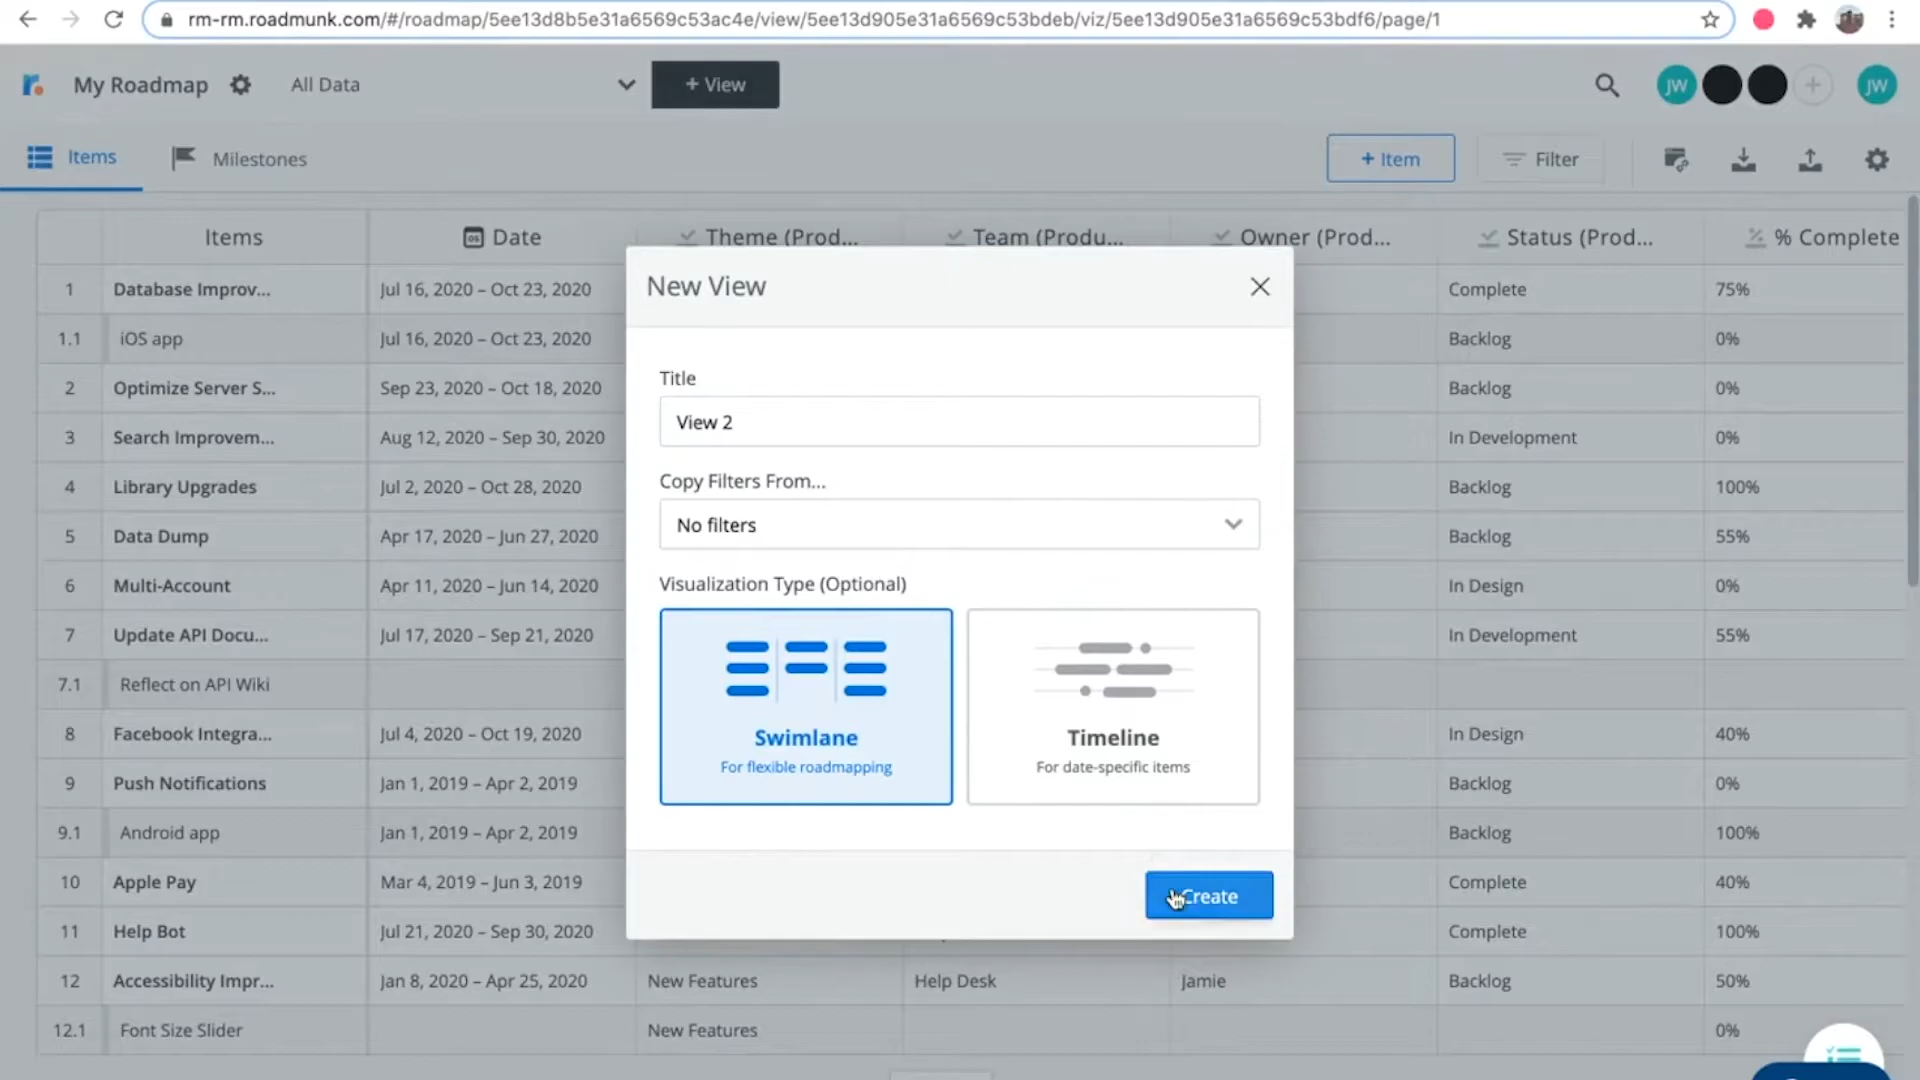 rm-rm.roadmunk.com/#/roadmap/5ee13d8b5e31a6569c53ac4e/view/5ee13d905e31a6569c53bdeb/viz/5ee13d905e31a6569c53bdf6/page/1
r. My Roadmap All Data + View JW + JW
Items Milestones + Item Filter
Items Date Theme (Prod... Team (Produ... Owner (Prod... Status (Prod... % Complete
1 Database Improv... Jul 16, 2020 – Oct 23, 2020 Complete 75%
1.1 iOS app Jul 16, 2020 – Oct 23, 2020 Backlog 0%
2 Optimize Server S... Sep 23, 2020 – Oct 18, 2020 Backlog 0%
3 Search Improvem... Aug 12, 2020 – Sep 30, 2020 In Development 0%
4 Library Upgrades Jul 2, 2020 – Oct 28, 2020 Backlog 100%
5 Data Dump Apr 17, 2020 – Jun 27, 2020 Backlog 55%
6 Multi-Account Apr 11, 2020 – Jun 14, 2020 In Design 0%
7 Update API Docu... Jul 17, 2020 – Sep 21, 2020 In Development 55%
7.1 Reflect on API Wiki
8 Facebook Integra... Jul 4, 2020 – Oct 19, 2020 In Design 40%
9 Push Notifications Jan 1, 2019 – Apr 2, 2019 Backlog 0%
9.1 Android app Jan 1, 2019 – Apr 2, 2019 Backlog 100%
10 Apple Pay Mar 4, 2019 – Jun 3, 2019 Complete 40%
11 Help Bot Jul 21, 2020 – Sep 30, 2020 Complete 100%
12 Accessibility Impr... Jan 8, 2020 – Apr 25, 2020 New Features Help Desk Jamie Backlog 50%
12.1 Font Size Slider New Features 0%
New View
Title
View 2
Copy Filters From...
No filters
Visualization Type (Optional)
Swimlane
For flexible roadmapping
Timeline
For date-specific items
Create